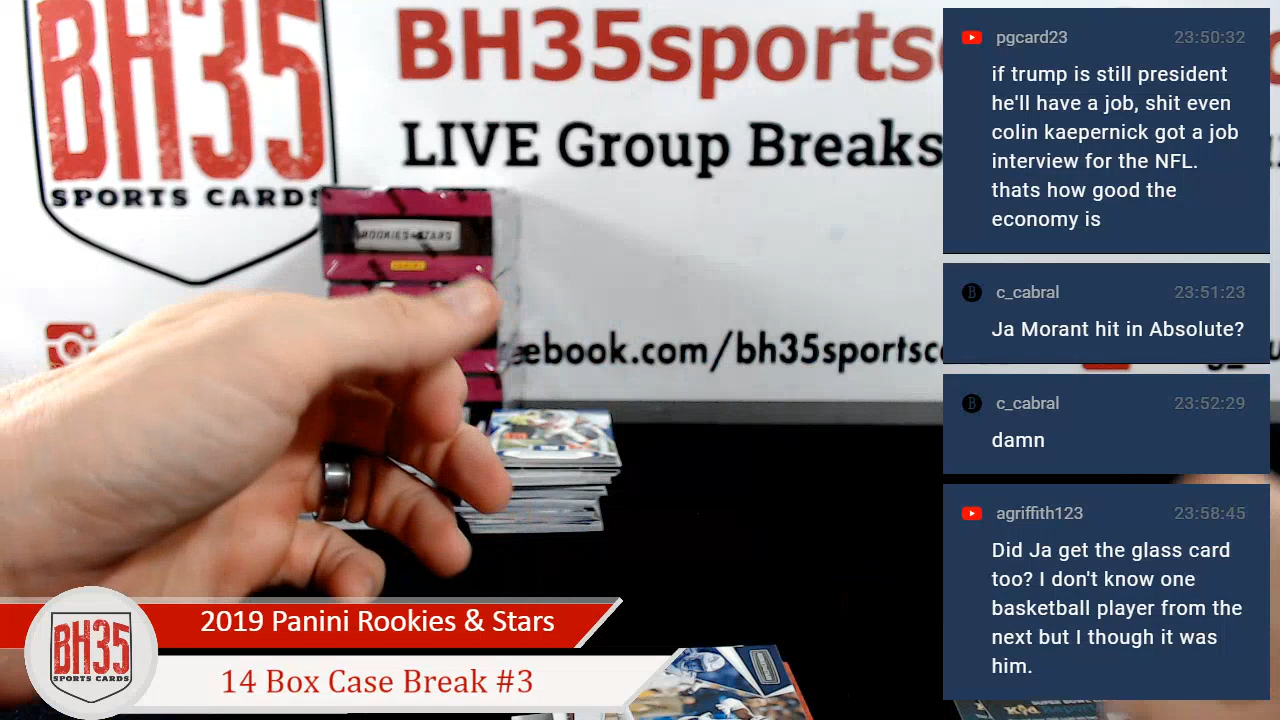 BH35
SPORTS CARDS
BH35sportsc
LIVE Group Breaks
ROOKIES & STARS
PANINI
ebook.com/bh35sportsc
2019 Panini Rookies & Stars
14 Box Case Break #3
BH35
SPORTS CARDS
pgcard23 23:50:32
if trump is still president
he'll have a job, shit even
colin kaepernick got a job
interview for the NFL.
thats how good the
economy is
c_cabral 23:51:23
Ja Morant hit in Absolute?
c_cabral 23:52:29
damn
agriffith123 23:58:45
Did Ja get the glass card
too? I don't know one
basketball player from the
next but I though it was
him.